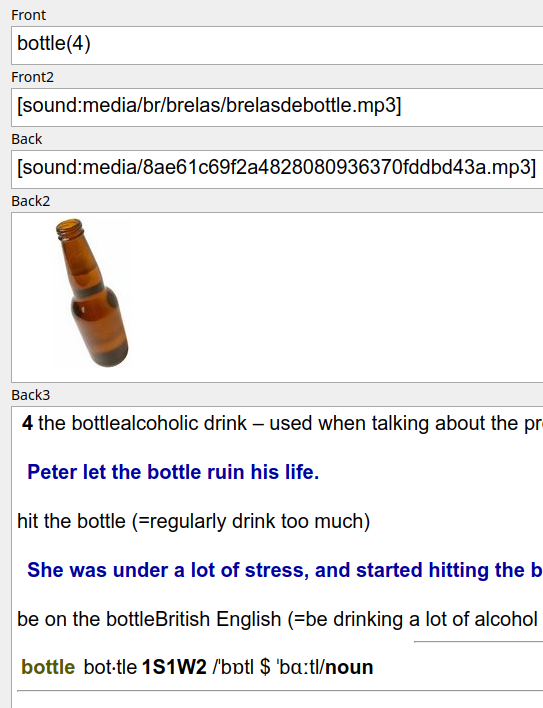 Front
bottle(4)
Front2
[sound:media/br/brelas/brelasdebottle.mp3]
Back
[sound:media/8ae61c69f2a4828080936370fddbd43a.mp3]
Back2
Back3
4 the bottlealcoholic drink – used when talking about the
Peter let the bottle ruin his life.
hit the bottle (=regularly drink too much)
She was under a lot of stress, and started hitting the
be on the bottleBritish English (=be drinking a lot of alcohol
bottle bot‧tle 1S1W2 /ˈbɒtl $ ˈbɑːtl/noun